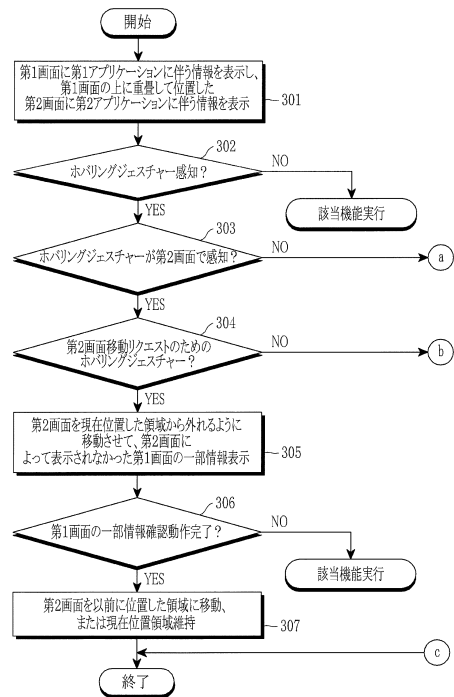 開始
第1画面に第1アプリケーションに伴う情報を表示し、
第1画面の上に重畳して位置した
第2画面に第2アプリケーションに伴う情報を表示
301
302
ホバリングジェスチャー感知？
NO
該当機能実行
YES
303
ホバリングジェスチャーが第2画面で感知？
NO
a
YES
304
第2画面移動リクエストのための
ホバリングジェスチャー？
NO
b
YES
第2画面を現在位置した領域から外れるように
移動させて、第2画面に
よって表示されなかった第1画面の一部情報表示
305
306
第1画面の一部情報確認動作完了？
NO
該当機能実行
YES
第2画面を以前に位置した領域に移動、
または現在位置領域維持
307
c
終了